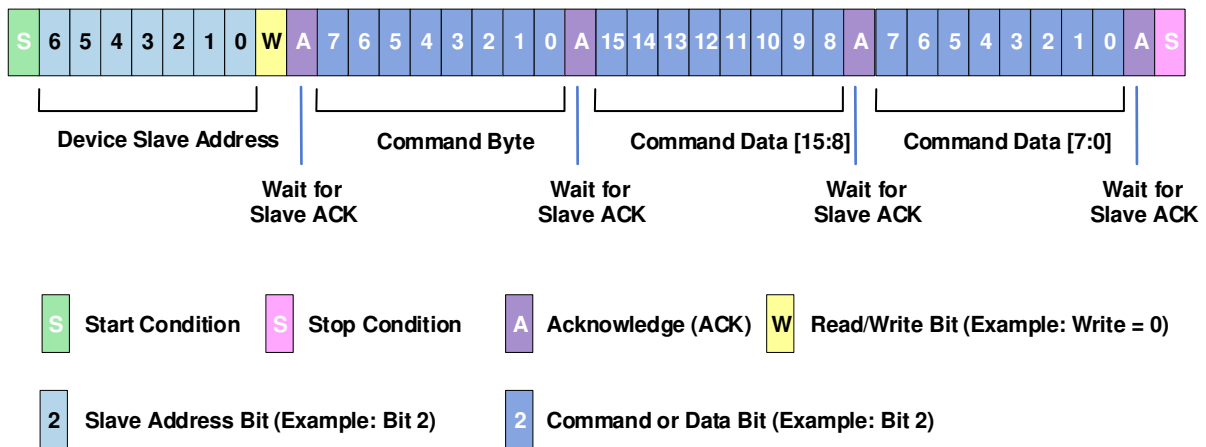 S 6 5 4 3 2 1 0 W A 7 6 5 4 3 2 1 0 A 15 14 13 12 11 10 9 8 A 7 6 5 4 3 2 1 0 A S
Device Slave Address Command Byte Command Data [15:8] Command Data [7:0]
Wait for Wait for Wait for Wait for
Slave ACK Slave ACK Slave ACK Slave ACK
S Start Condition S Stop Condition A Acknowledge (ACK) W Read/Write Bit (Example: Write = 0)
2 Slave Address Bit (Example: Bit 2) 2 Command or Data Bit (Example: Bit 2)